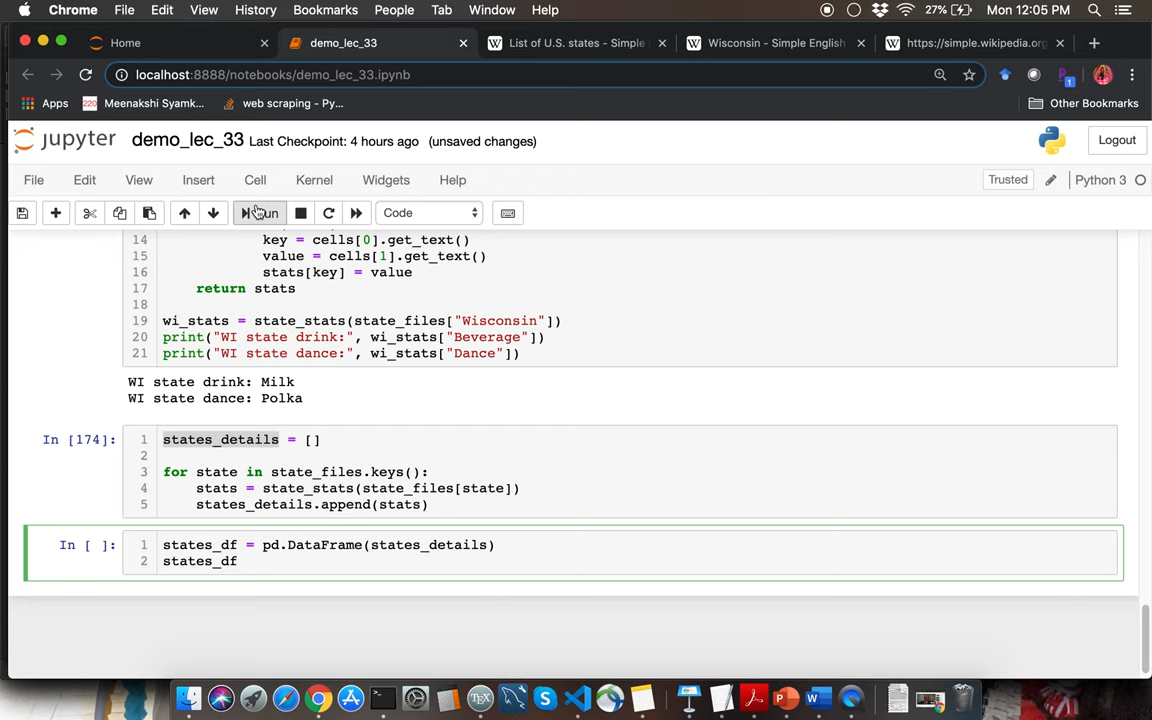 Chrome File Edit View History Bookmarks People Tab Window Help 27% Mon 12:05 PM
Home demo_lec_33 List of U.S. states - Simple Wisconsin - Simple English https://simple.wikipedia.org
localhost:8888/notebooks/demo_lec_33.ipynb
Apps 220 Meenakshi Syamk... web scraping - Py... Other Bookmarks
jupyter demo_lec_33 Last Checkpoint: 4 hours ago (unsaved changes) Logout
File Edit View Insert Cell Kernel Widgets Help Trusted Python 3
Code
14 key = cells[0].get_text()
15 value = cells[1].get_text()
16 stats[key] = value
17 return stats
18
19 wi_stats = state_stats(state_files["Wisconsin"])
20 print("WI state drink:", wi_stats["Beverage"])
21 print("WI state dance:", wi_stats["Dance"])
WI state drink: Milk
WI state dance: Polka
In [174]: 1 states_details = []
2
3 for state in state_files.keys():
4 stats = state_stats(state_files[state])
5 states_details.append(stats)
In [ ]: 1 states_df = pd.DataFrame(states_details)
2 states_df